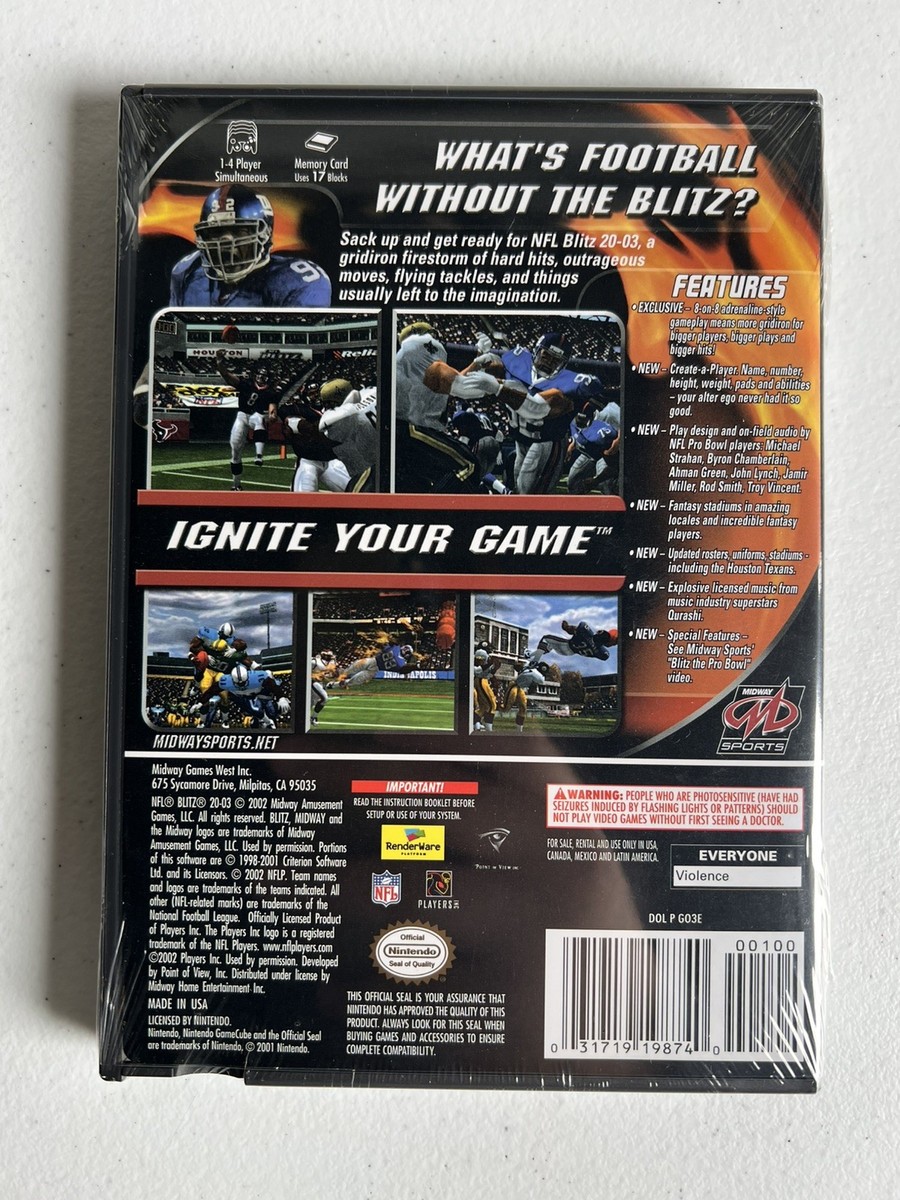 1-4 Player
Simultaneous
Memory Card
Uses 17 Blocks
WHAT'S FOOTBALL
WITHOUT THE BLITZ?
Sack up and get ready for NFL Blitz 20-03, a
gridiron firestorm of hard hits, outrageous
moves, flying tackles, and things
usually left to the imagination.
FEATURES
• EXCLUSIVE – 8-on-8 adrenaline-style
gameplay means more gridiron for
bigger players, bigger plays and
bigger hits!
• NEW – Create-a-Player. Name, number,
height, weight, pads and abilities
– your alter ego never had it so
good.
• NEW – Play design and on-field audio by
NFL Pro Bowl players: Michael
Strahan, Byron Chamberlain,
Ahman Green, John Lynch, Jamir
Miller, Rod Smith, Troy Vincent.
• NEW – Fantasy stadiums in amazing
locales and incredible fantasy
players.
• NEW – Updated rosters, uniforms, stadiums -
including the Houston Texans.
• NEW – Explosive licensed music from
music industry superstars
Qurashi.
• NEW – Special Features –
See Midway Sports'
"Blitz the Pro Bowl"
video.
HOUSTON
8
92
IGNITE YOUR GAME™
MIDWAYSPORTS.NET
MIDWAY
SPORTS
Midway Games West Inc.
675 Sycamore Drive, Milpitas, CA 95035
NFL® BLITZ® 20-03 © 2002 Midway Amusement
Games, LLC. All rights reserved. BLITZ, MIDWAY and
the Midway logos are trademarks of Midway
Amusement Games, LLC. Used by permission. Portions
of this software are © 1998-2001 Criterion Software
Ltd. and its Licensors. © 2002 NFLP. Team names
and logos are trademarks of the teams indicated. All
other (NFL-related) marks are trademarks of the
National Football League. Officially Licensed Product
of Players Inc. The Players Inc logo is a registered
trademark of the NFL Players. www.nflplayers.com
©2002 Players Inc. Used by permission. Developed
by Point of View, Inc. Distributed under license by
Midway Home Entertainment Inc.
MADE IN USA
LICENSED BY NINTENDO.
Nintendo, Nintendo GameCube and the Official Seal
are trademarks of Nintendo, © 2001 Nintendo.
IMPORTANT!
READ THE INSTRUCTION BOOKLET BEFORE
SETUP OR USE OF YOUR SYSTEM.
RenderWare
PLATFORM
POINT OF VIEW INC
NFL
PLAYERS INC
Official
Nintendo
Seal of Quality
THIS OFFICIAL SEAL IS YOUR ASSURANCE THAT
NINTENDO HAS APPROVED THE QUALITY OF THIS
PRODUCT. ALWAYS LOOK FOR THIS SEAL WHEN
BUYING GAMES AND ACCESSORIES TO ENSURE
COMPLETE COMPATIBILITY.
WARNING: PEOPLE WHO ARE PHOTOSENSITIVE (HAVE HAD
SEIZURES INDUCED BY FLASHING LIGHTS OR PATTERNS) SHOULD
NOT PLAY VIDEO GAMES WITHOUT FIRST SEEING A DOCTOR.
FOR SALE, RENTAL AND USE ONLY IN USA,
CANADA, MEXICO AND LATIN AMERICA.
EVERYONE
Violence
DOL P GO3E
00100
0 31719 19874 0